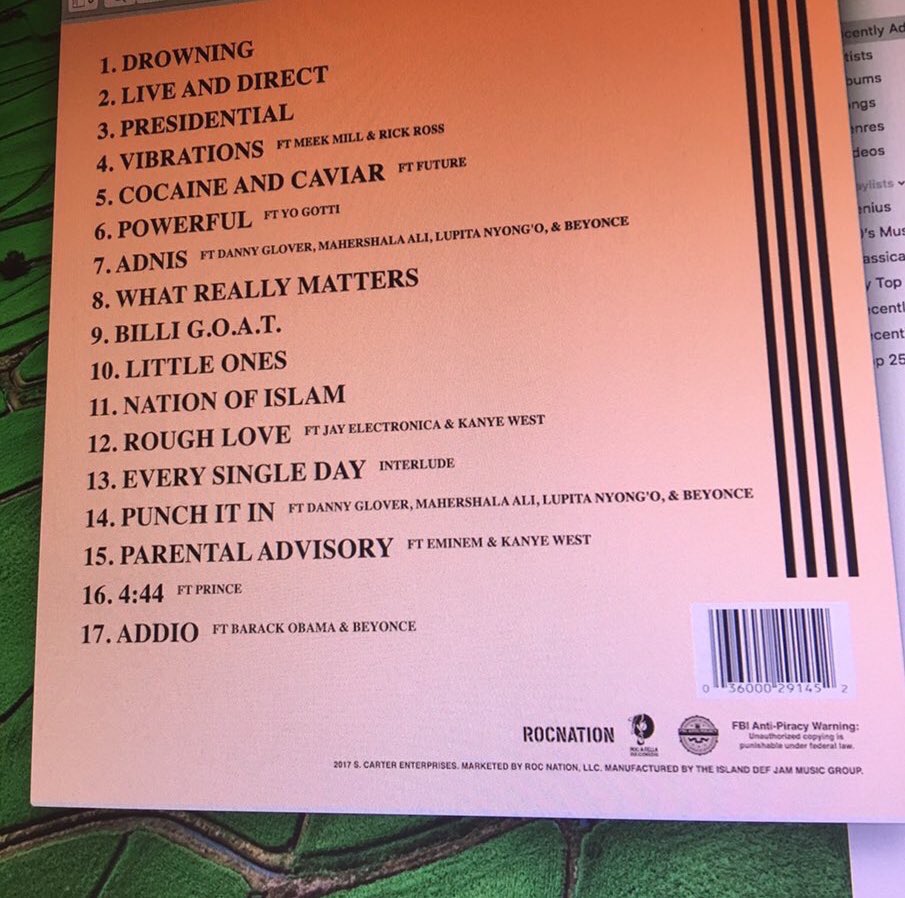 1. DROWNING
2. LIVE AND DIRECT
3. PRESIDENTIAL
4. VIBRATIONS FT MEEK MILL & RICK ROSS
5. COCAINE AND CAVIAR FT FUTURE
6. POWERFUL FT YO GOTTI
7. ADNIS FT DANNY GLOVER, MAHERSHALA ALI, LUPITA NYONG'O, & BEYONCE
8. WHAT REALLY MATTERS
9. BILLI G.O.A.T.
10. LITTLE ONES
11. NATION OF ISLAM
12. ROUGH LOVE FT JAY ELECTRONICA & KANYE WEST
13. EVERY SINGLE DAY INTERLUDE
14. PUNCH IT IN FT DANNY GLOVER, MAHERSHALA ALI, LUPITA NYONG'O, & BEYONCE
15. PARENTAL ADVISORY FT EMINEM & KANYE WEST
16. 4:44 FT PRINCE
17. ADDIO FT BARACK OBAMA & BEYONCE
0 36000 29145 2
ROCNATION
ROC-A-FELLA
RECORDS
FBI Anti-Piracy Warning:
Unauthorized copying is
punishable under federal law.
2017 S. CARTER ENTERPRISES. MARKETED BY ROC NATION, LLC. MANUFACTURED BY THE ISLAND DEF JAM MUSIC GROUP.
cently Ad
tists
bums
ngs
enres
deos
aylists
enius
's Mus
assica
y Top
cently
cent
op 25